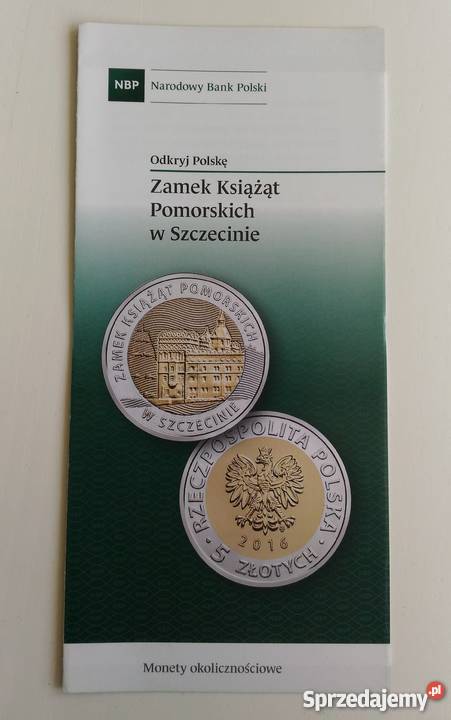 NBP
Narodowy Bank Polski
Odkryj Polskę
Zamek Książąt
Pomorskich
w Szczecinie
ZAMEK KSIĄŻĄT POMORSKICH
W SZCZECINIE
RZECZPOSPOLITA POLSKA
2016
5 ZŁOTYCH
Monety okolicznościowe
Sprzedajemy.pl